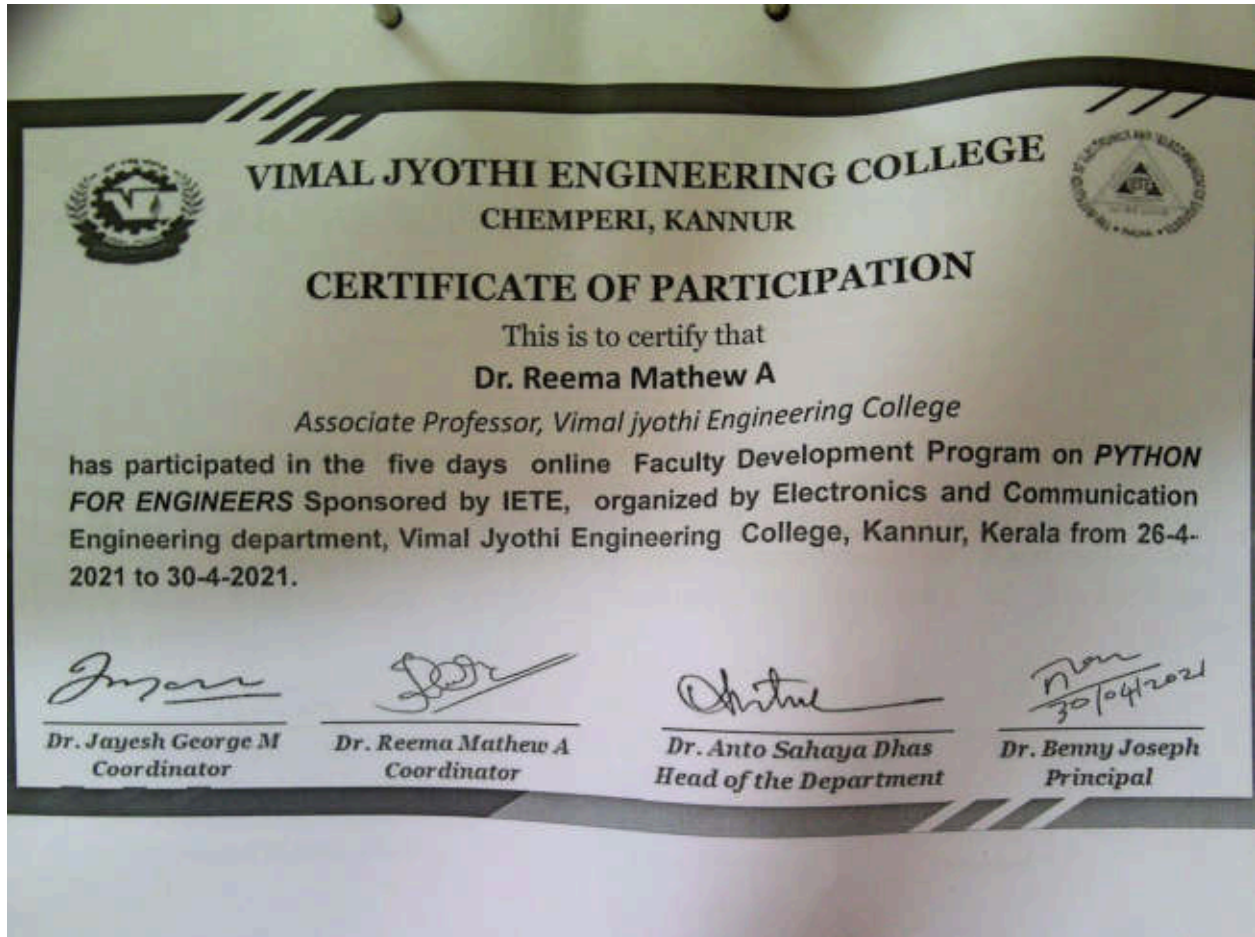 VIMAL JYOTHI ENGINEERING COLLEGE
CHEMPERI, KANNUR
CERTIFICATE OF PARTICIPATION
This is to certify that
Dr. Reema Mathew A
Associate Professor, Vimal jyothi Engineering College
has participated in the five days online Faculty Development Program on PYTHON
FOR ENGINEERS Sponsored by IETE, organized by Electronics and Communication
Engineering department, Vimal Jyothi Engineering College, Kannur, Kerala from 26-4-
2021 to 30-4-2021.
30/04/2021
Dr. Jayesh George M
Coordinator
Dr. Reema Mathew A
Coordinator
Dr. Anto Sahaya Dhas
Head of the Department
Dr. Benny Joseph
Principal